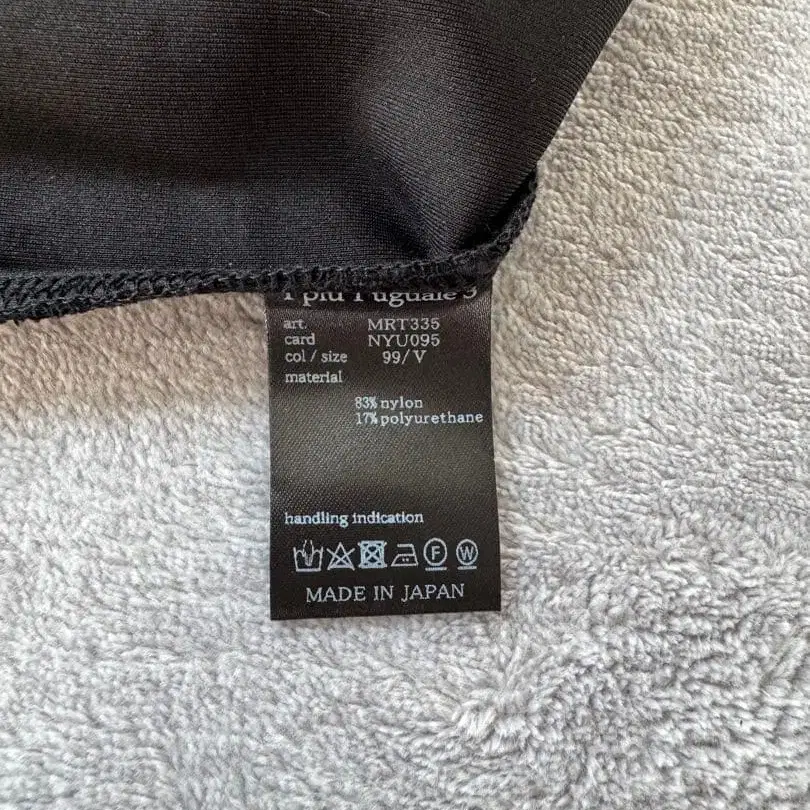 1 più 1 uguale 3
art. MRT335
card NYU095
col / size 99/V
material
83% nylon
17% polyurethane
handling indication
F W
MADE IN JAPAN